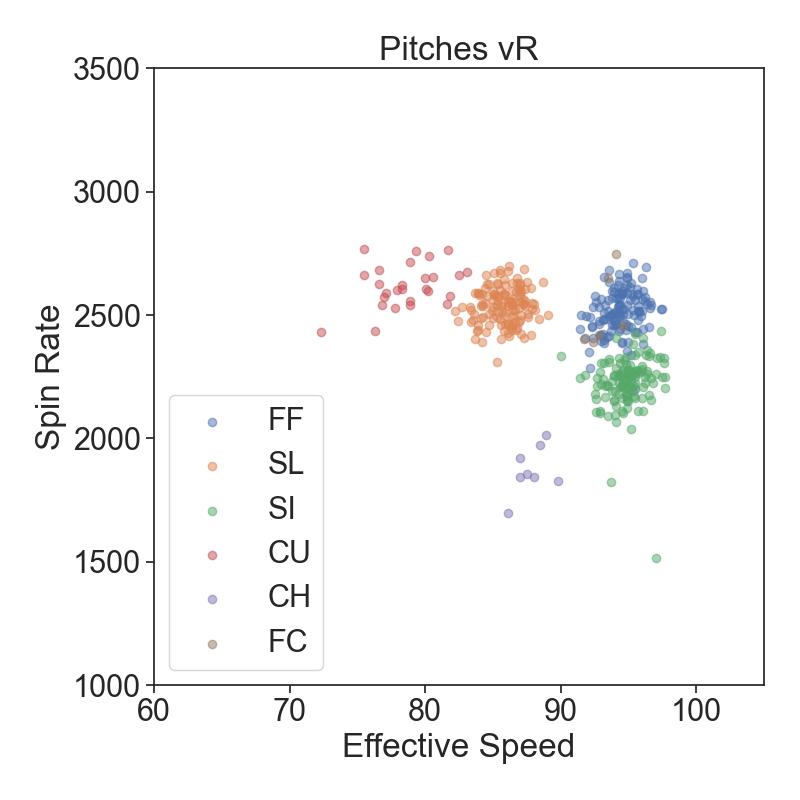 Pitches vR
3500
3000
2500
2000
1500
1000
Spin Rate
FF
SL
SI
CU
CH
FC
60 70 80 90 100
Effective Speed